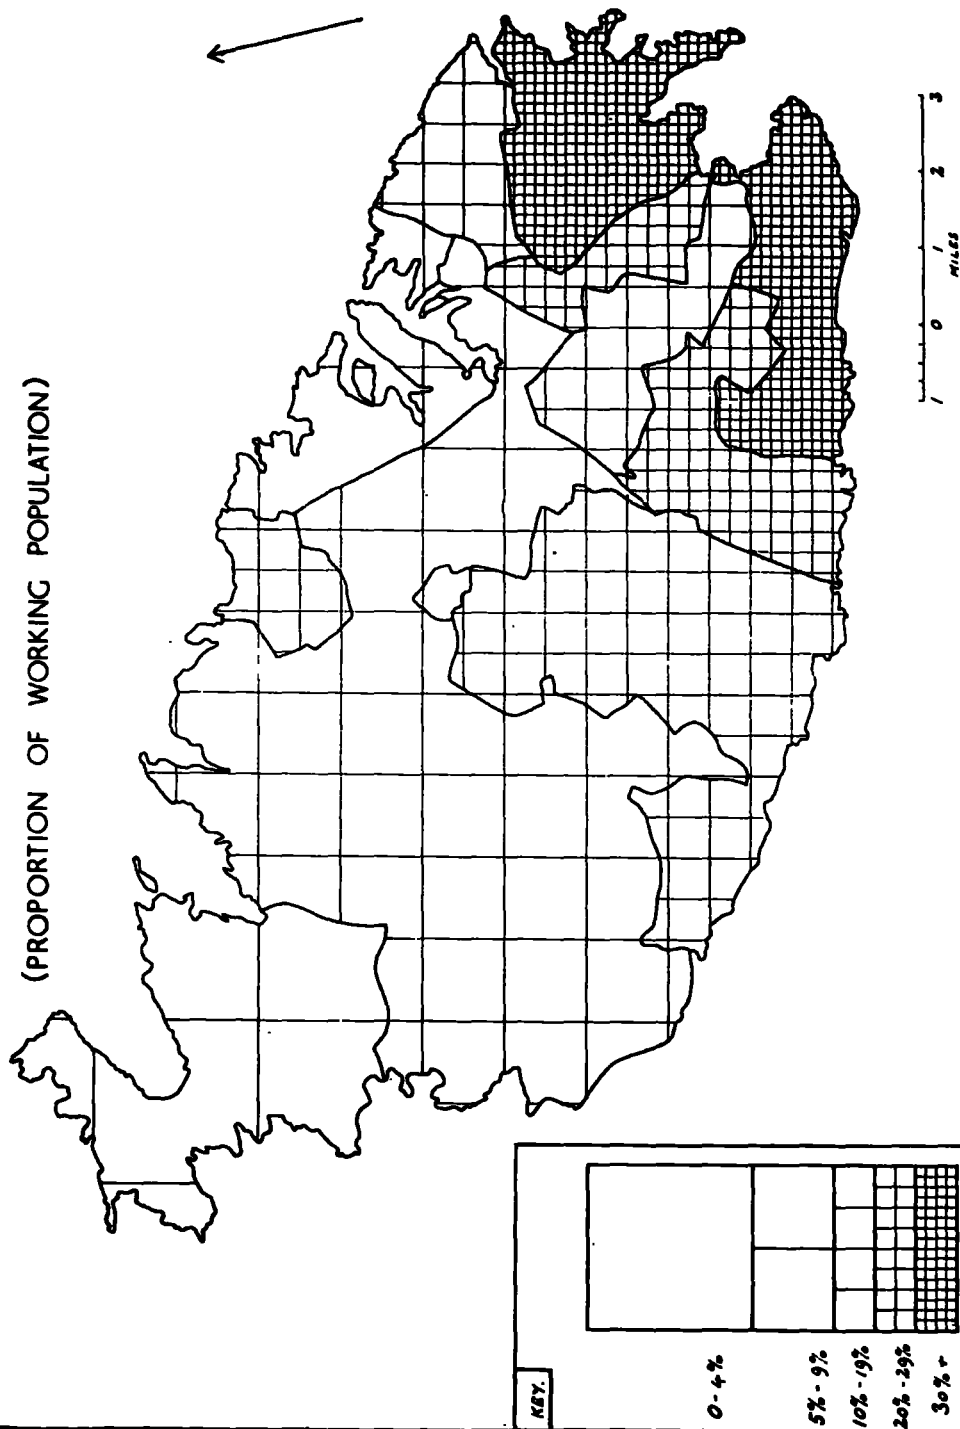 (PROPORTION OF WORKING POPULATION)
1 0 1 2 3
MILES
KEY.
0-4%
5%-9%
10%-19%
20%-29%
30%+